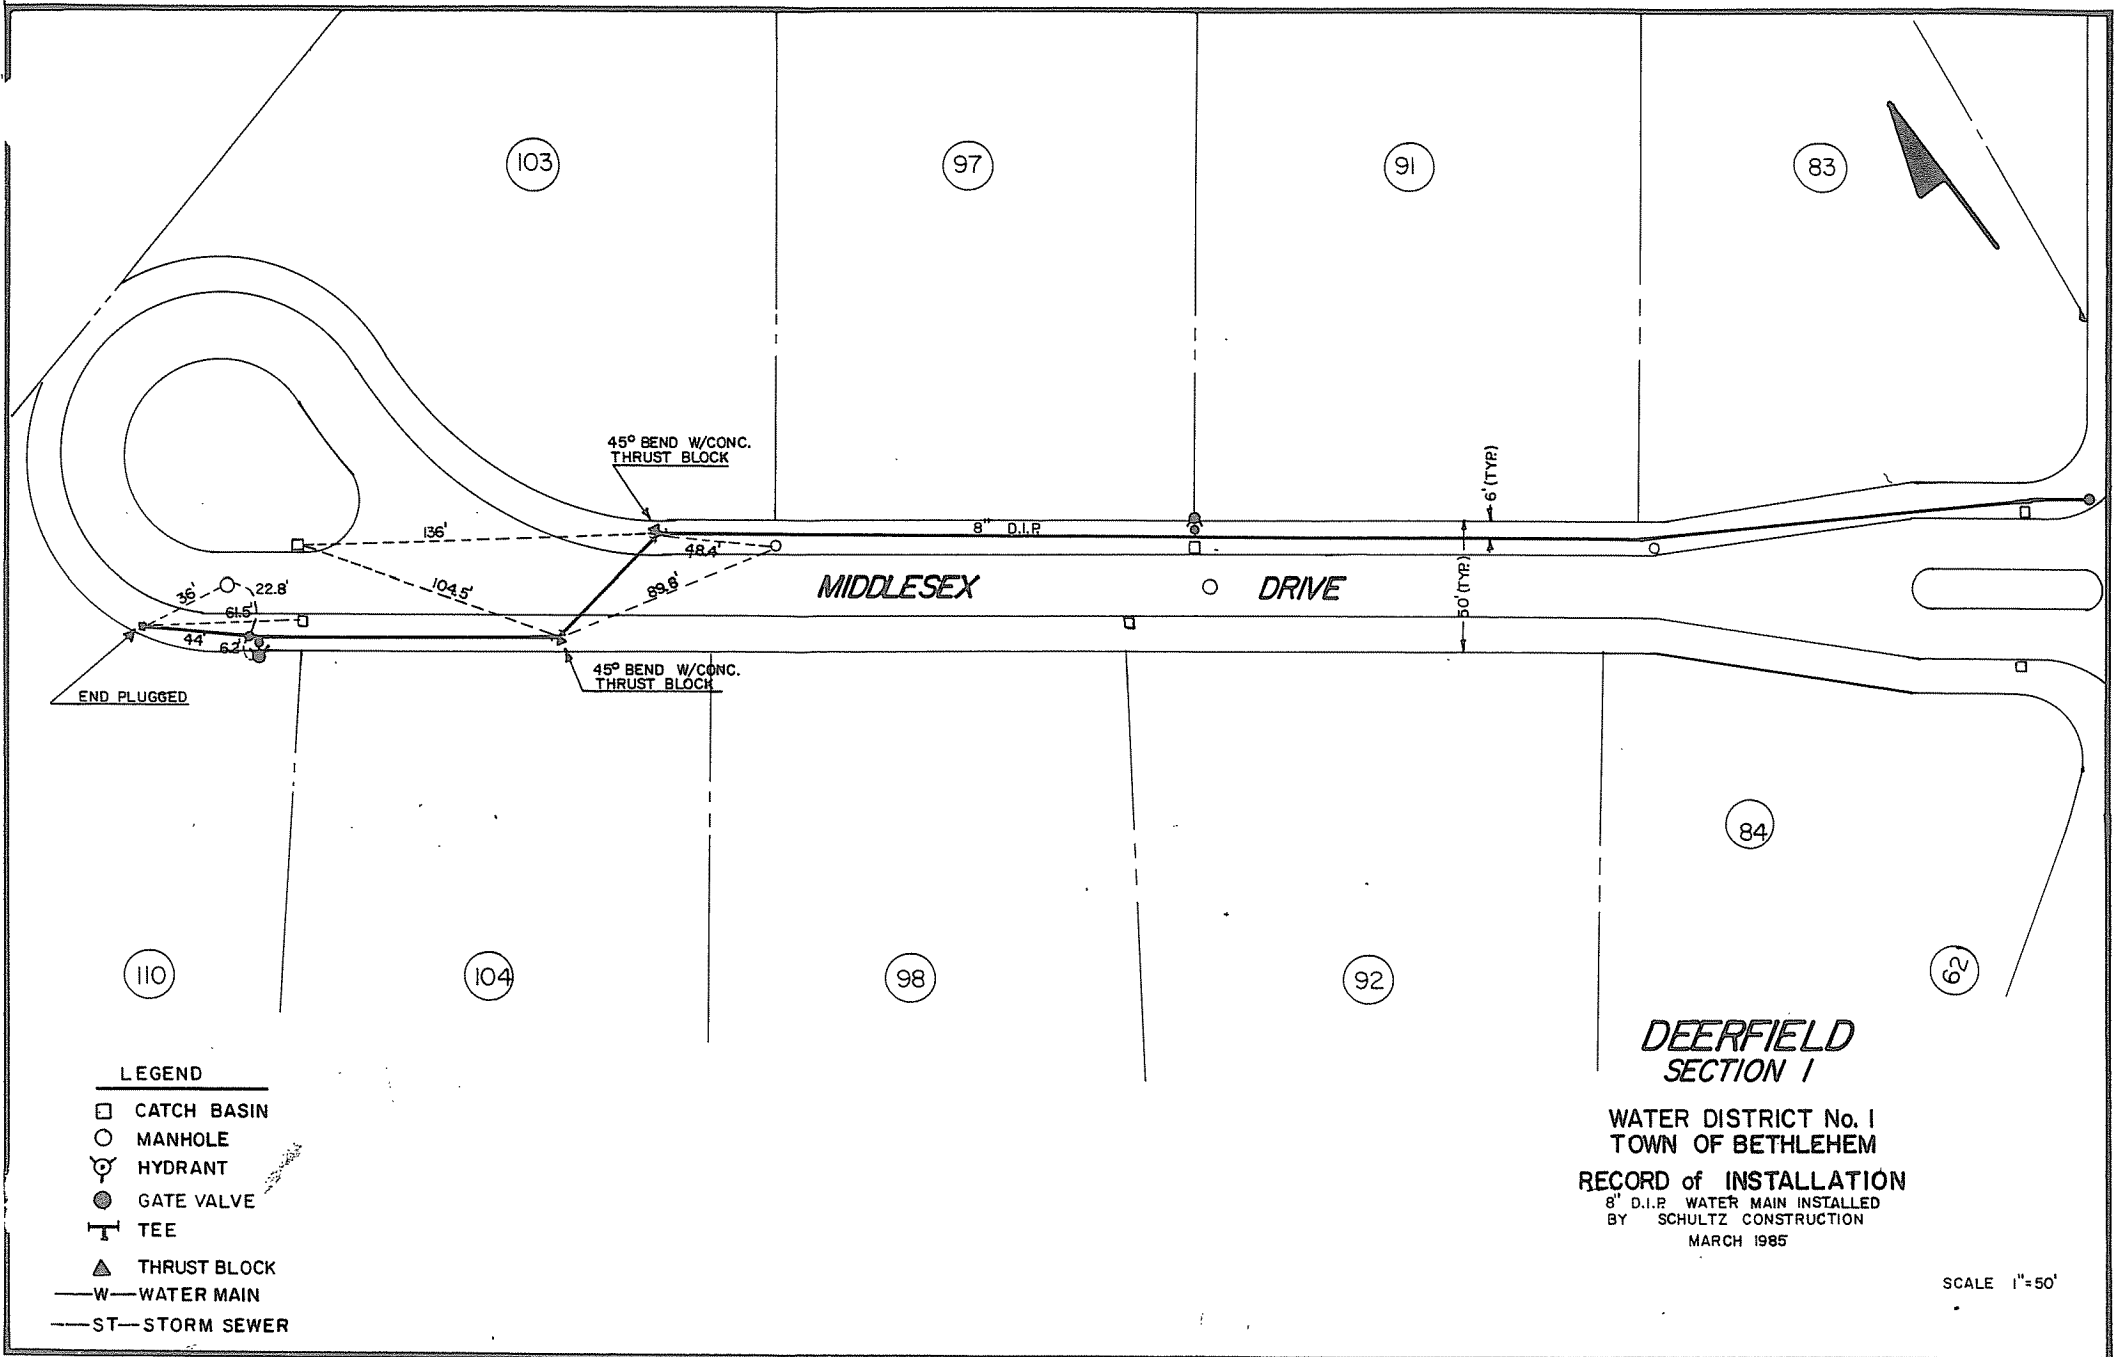 103
97
91
83
45° BEND W/CONC.
THRUST BLOCK
6' (TYP.)
136'
48.4'
8" D.I.P.
104.5'
89.8'
36'
22.8'
61.5'
MIDDLESEX DRIVE
50' (TYP.)
44'
6.2'
45° BEND W/CONC.
THRUST BLOCK
END PLUGGED
84
110
104
98
92
62
LEGEND
CATCH BASIN
MANHOLE
HYDRANT
GATE VALVE
TEE
THRUST BLOCK
W WATER MAIN
ST STORM SEWER
DEERFIELD
SECTION 1
WATER DISTRICT No. 1
TOWN OF BETHLEHEM
RECORD of INSTALLATION
8" D.I.P. WATER MAIN INSTALLED
BY SCHULTZ CONSTRUCTION
MARCH 1985
SCALE 1"=50'